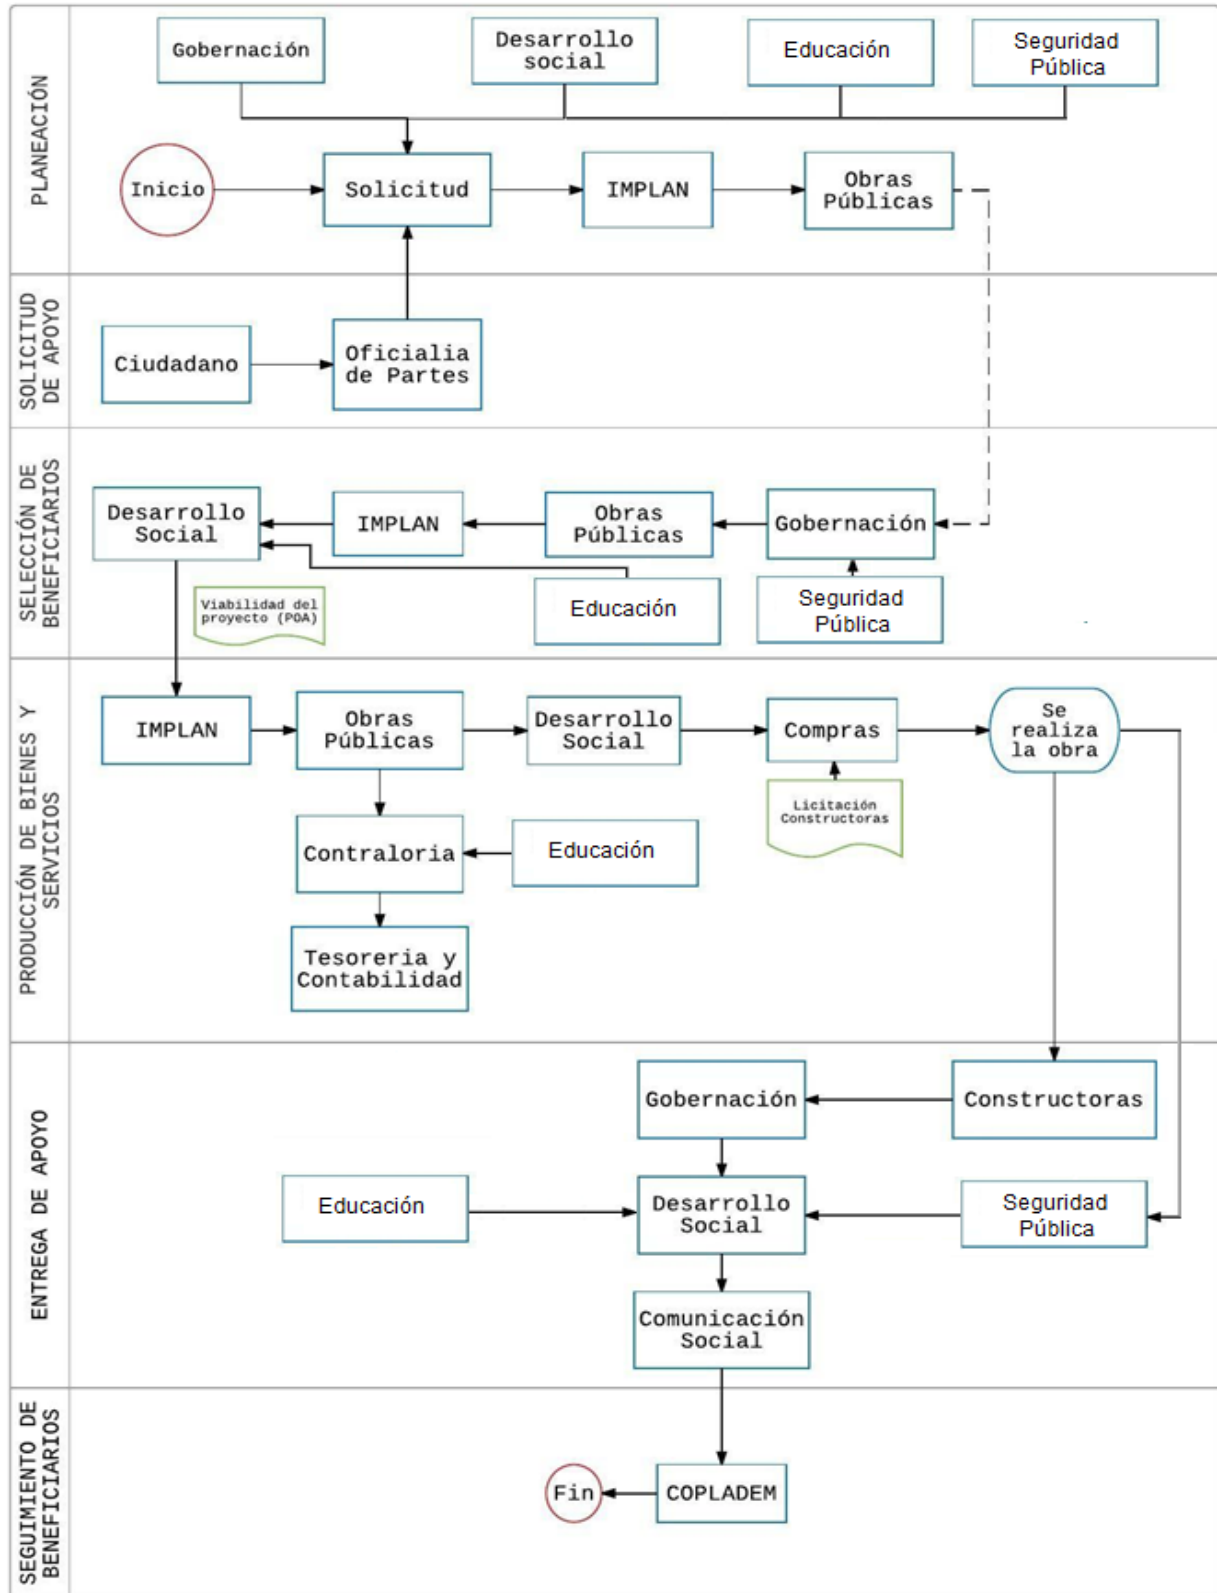 PLANEACIÓN
Gobernación
Desarrollo
social
Educación
Seguridad
Pública
Inicio
Solicitud
IMPLAN
Obras
Públicas
SOLICITUD
DE APOYO
Ciudadano
Oficialia
de Partes
SELECCIÓN DE
BENEFICIARIOS
Desarrollo
Social
IMPLAN
Obras
Públicas
Gobernación
Viabilidad del
proyecto (POA)
Educación
Seguridad
Pública
PRODUCCIÓN DE BIENES Y
SERVICIOS
IMPLAN
Obras
Públicas
Desarrollo
Social
Compras
Se
realiza
la obra
Licitación
Constructoras
Contraloria
Educación
Tesoreria y
Contabilidad
ENTREGA DE APOYO
Gobernación
Constructoras
Educación
Desarrollo
Social
Seguridad
Pública
Comunicación
Social
SEGUIMIENTO DE
BENEFICIARIOS
Fin
COPLADEM